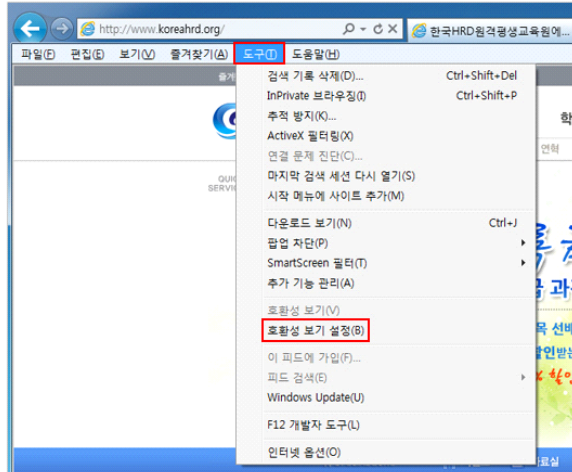 http://www.koreahrd.org/
한국HRD원격평생교육원에...
파일(F) 편집(E) 보기(V) 즐겨찾기(A) 도구(T) 도움말(H)
검색 기록 삭제(D)... Ctrl+Shift+Del
InPrivate 브라우징(I) Ctrl+Shift+P
추적 방지(K)...
ActiveX 필터링(X)
연결 문제 진단(C)...
마지막 검색 세션 다시 열기(S)
시작 메뉴에 사이트 추가(M)
다운로드 보기(N) Ctrl+J
팝업 차단(P)
SmartScreen 필터(T)
추가 기능 관리(A)
호환성 보기(V)
호환성 보기 설정(B)
이 피드에 가입(F)...
피드 검색(E)
Windows Update(U)
F12 개발자 도구(L)
인터넷 옵션(O)
즐겨
QUIC
SERVI
학
연혁